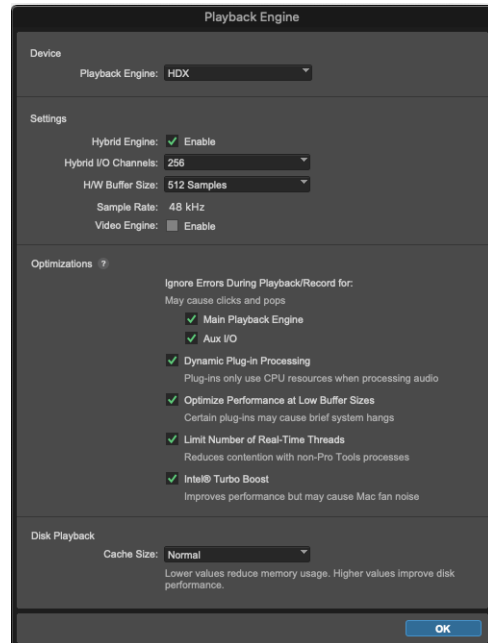 Playback Engine
Device
Playback Engine: HDX
Settings
Hybrid Engine: Enable
Hybrid I/O Channels: 256
H/W Buffer Size: 512 Samples
Sample Rate: 48 kHz
Video Engine: Enable
Optimizations ?
Ignore Errors During Playback/Record for:
May cause clicks and pops
Main Playback Engine
Aux I/O
Dynamic Plug-in Processing
Plug-ins only use CPU resources when processing audio
Optimize Performance at Low Buffer Sizes
Certain plug-ins may cause brief system hangs
Limit Number of Real-Time Threads
Reduces contention with non-Pro Tools processes
Intel® Turbo Boost
Improves performance but may cause Mac fan noise
Disk Playback
Cache Size: Normal
Lower values reduce memory usage. Higher values improve disk
performance.
OK